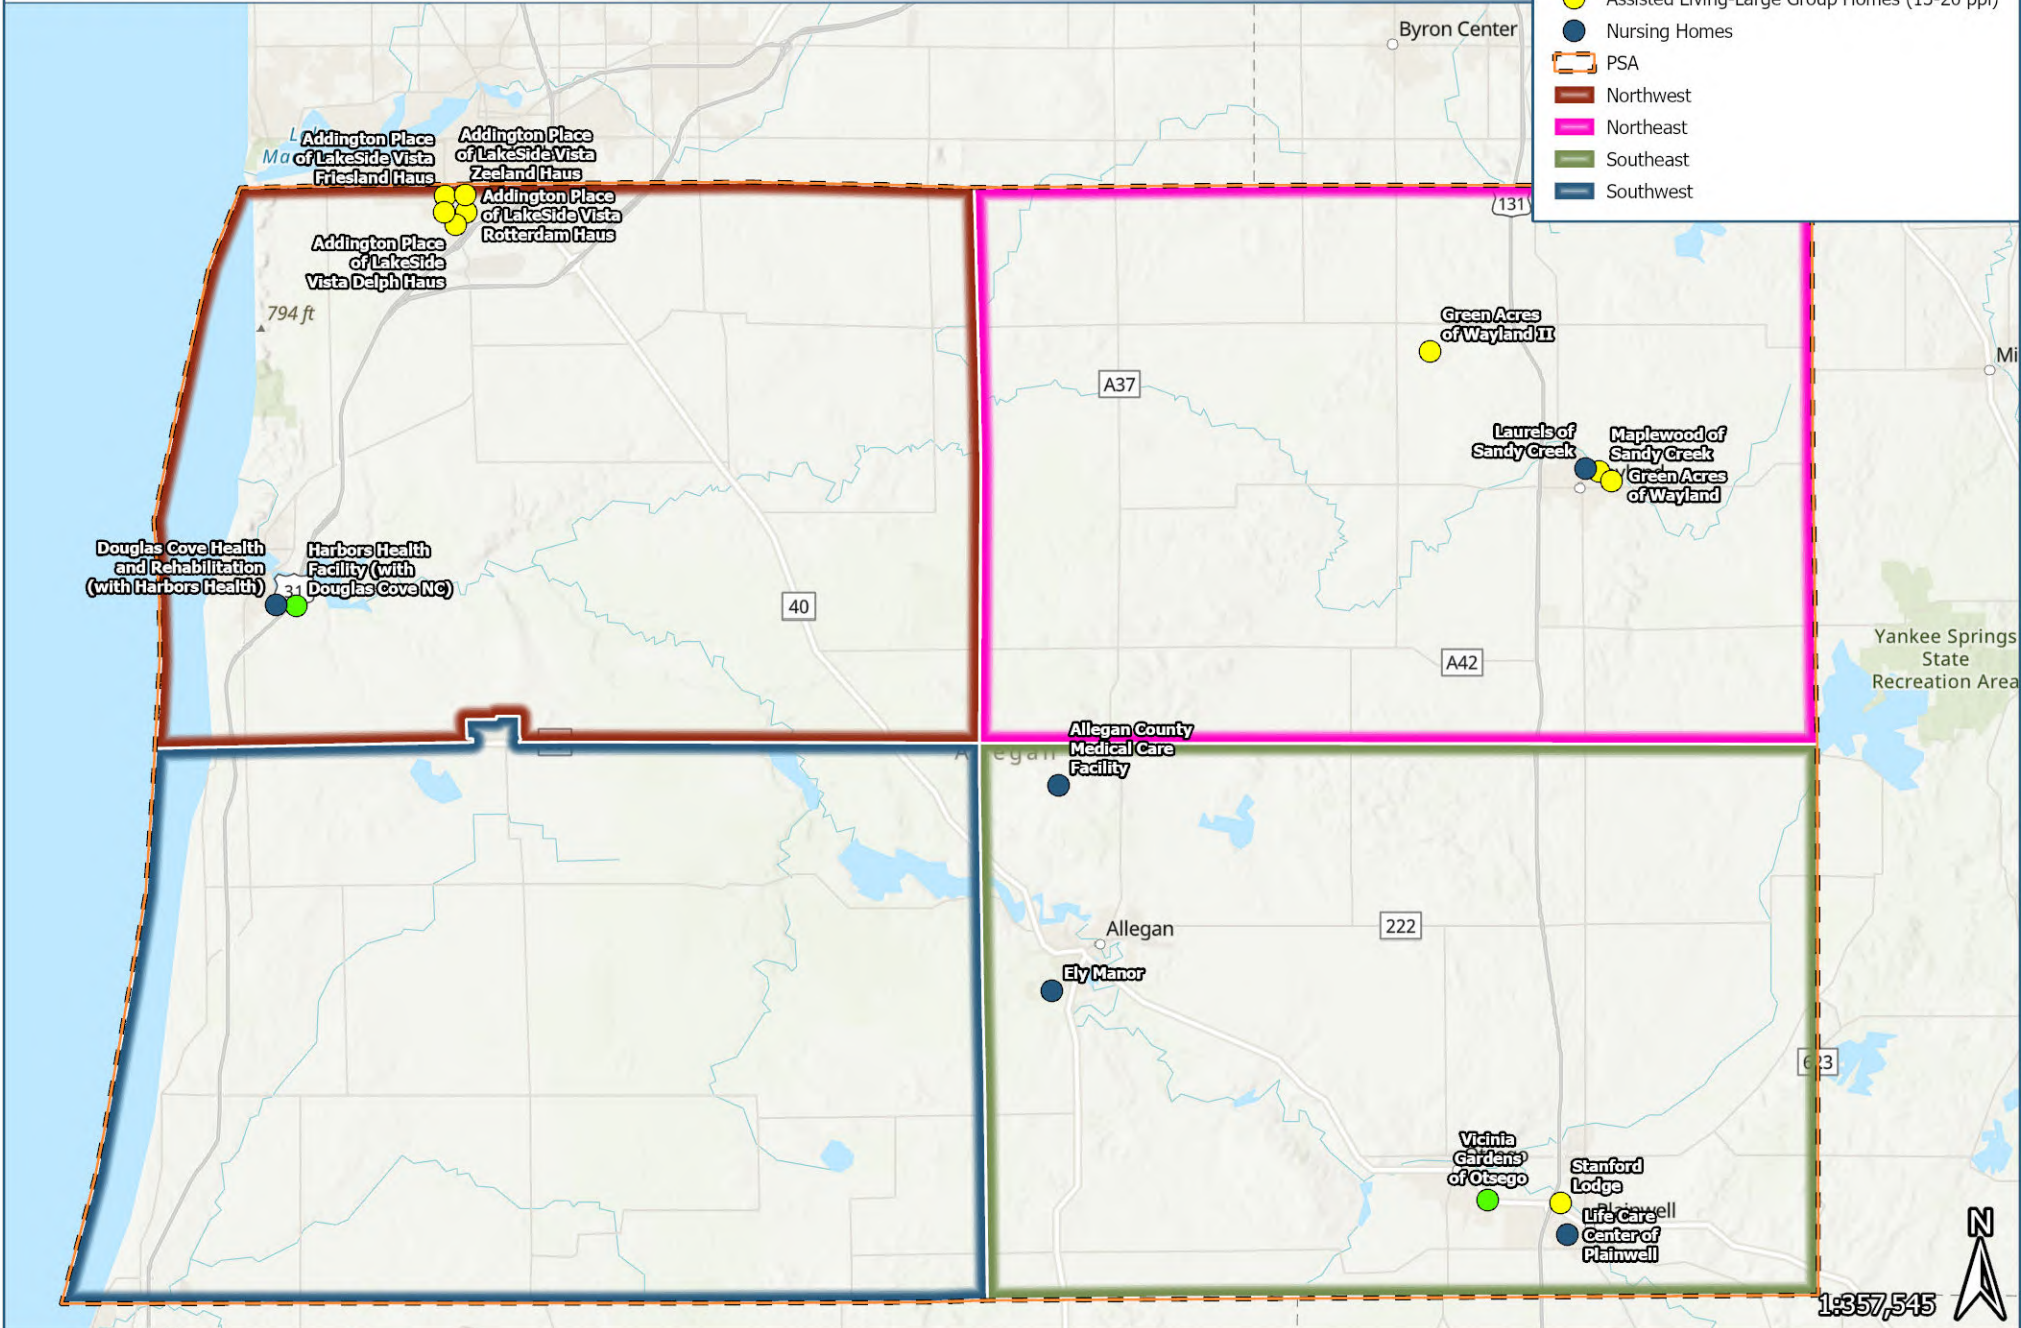 Assisted Living-Large Group Homes (13-20 ppl)
Nursing Homes
PSA
Northwest
Northeast
Southeast
Southwest
Byron Center
Addington Place
of LakeSide Vista
Friesland Haus
Addington Place
of LakeSide Vista
Zeeland Haus
Addington Place
of LakeSide Vista
Rotterdam Haus
Addington Place
of LakeSide
Vista Delph Haus
131
794 ft
Green Acres
of Wayland II
Mi
A37
Laurels of
Sandy Creek
Maplewood of
Sandy Creek
Green Acres
of Wayland
Douglas Cove Health
and Rehabilitation
(with Harbors Health)
31
Harbors Health
Facility (with
Douglas Cove NC)
40
A42
Yankee Springs
State
Recreation Area
Allegan County
Medical Care
Facility
Allegan
222
Ely Manor
Vicinia
Gardens
of Otsego
Stanford
Lodge
Plainwell
Life Care
Center of
Plainwell
N
1:357,545